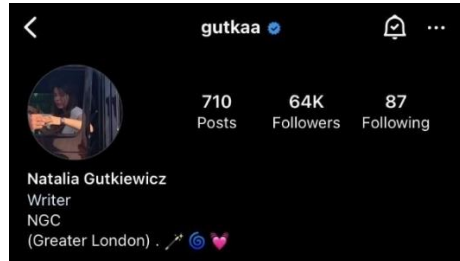 gutkaa
710 64K 87
Posts Followers Following
Natalia Gutkiewicz
Writer
NGC
(Greater London) . 🪄 🌀 💓